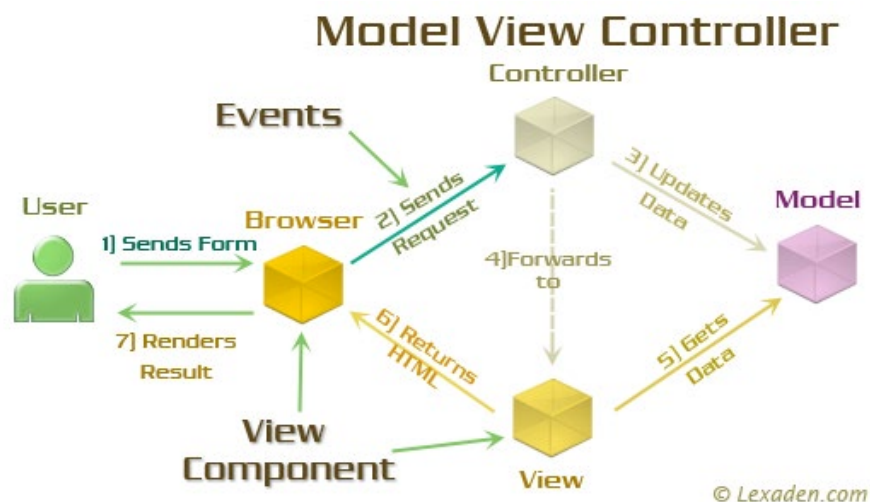 Model View Controller
Controller
Events
3) Updates
Data
Model
User
Browser
2) Sends
Request
1) Sends Form
4)Forwards
to
7) Renders
Result
6) Returns
HTML
5) Gets
Data
View
Component
View
© Lexaden.com